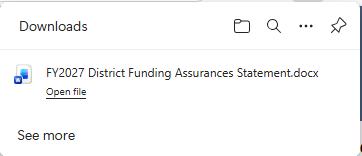 Downloads
FY2027 District Funding Assurances Statement.docx
Open file
See more